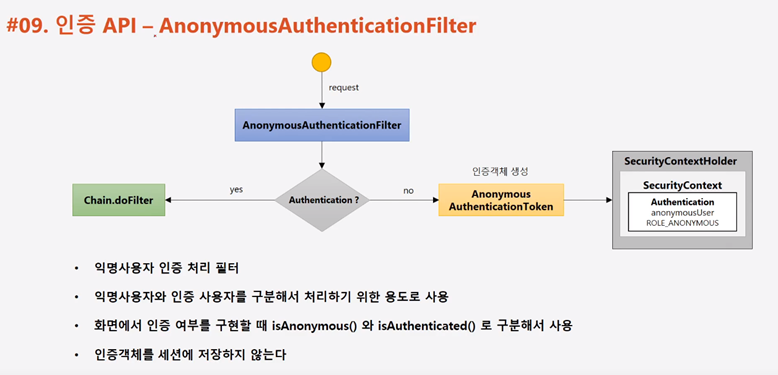 #09. 인증 API – AnonymousAuthenticationFilter
request
AnonymousAuthenticationFilter
Authentication ?
yes
Chain.doFilter
no
인증객체 생성
Anonymous
AuthenticationToken
SecurityContextHolder
SecurityContext
Authentication
anonymousUser
ROLE_ANONYMOUS
• 익명사용자 인증 처리 필터
• 익명사용자와 인증 사용자를 구분해서 처리하기 위한 용도로 사용
• 화면에서 인증 여부를 구현할 때 isAnonymous() 와 isAuthenticated() 로 구분해서 사용
• 인증객체를 세션에 저장하지 않는다